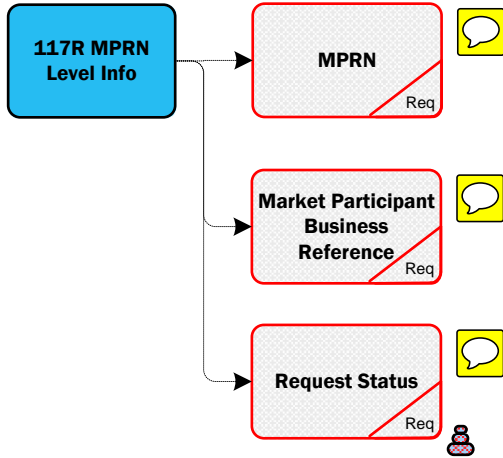 117R MPRN
Level Info
MPRN
Req
Market Participant
Business
Reference
Req
Request Status
Req